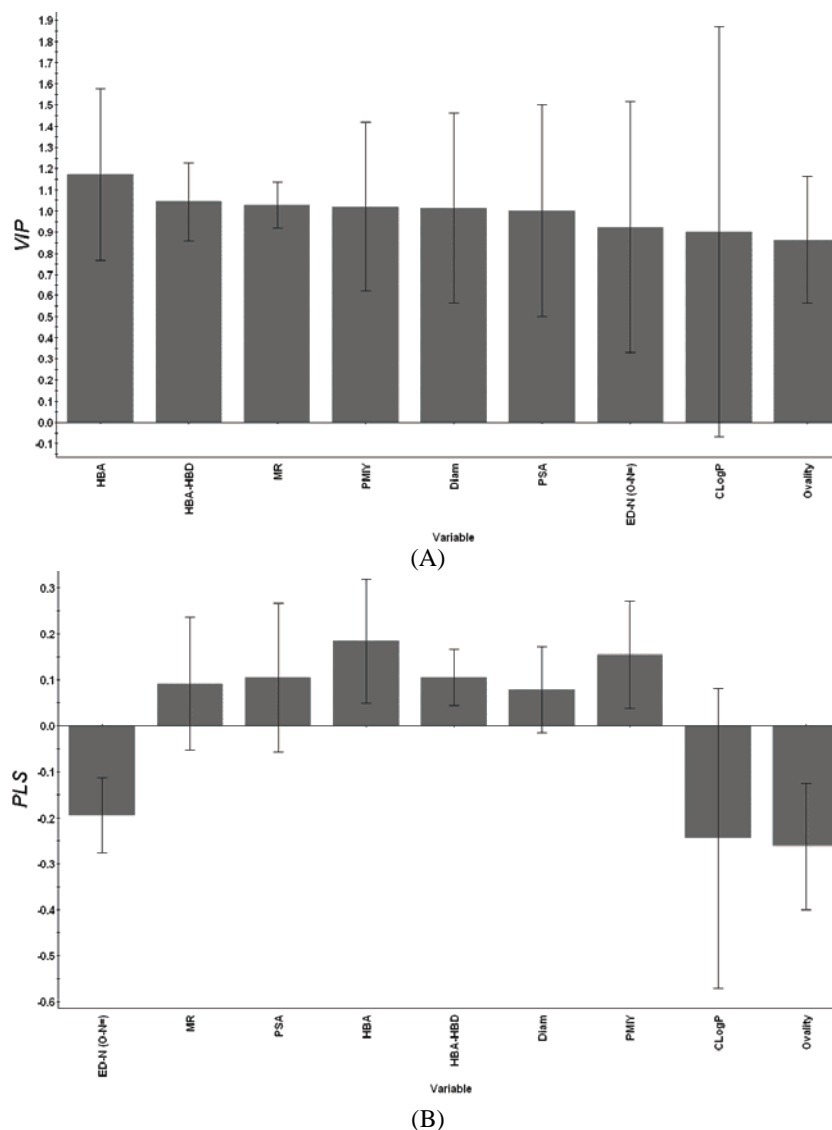 1.9
1.8
1.7
1.6
1.5
1.4
1.3
1.2
1.1
1.0
0.9
0.8
0.7
0.6
0.5
0.4
0.3
0.2
0.1
0.0
-0.1
VIP
HBA
HBA-HBD
MR
PMIY
Diam
PSA
ED-N (O-N=)
CLogP
Ovality
Variable
(A)
0.3
0.2
0.1
0.0
-0.1
-0.2
-0.3
-0.4
-0.5
-0.6
PLS
ED-N (O-N=)
MR
PSA
HBA
HBA-HBD
Diam
PMIY
CLogP
Ovality
Variable
(B)